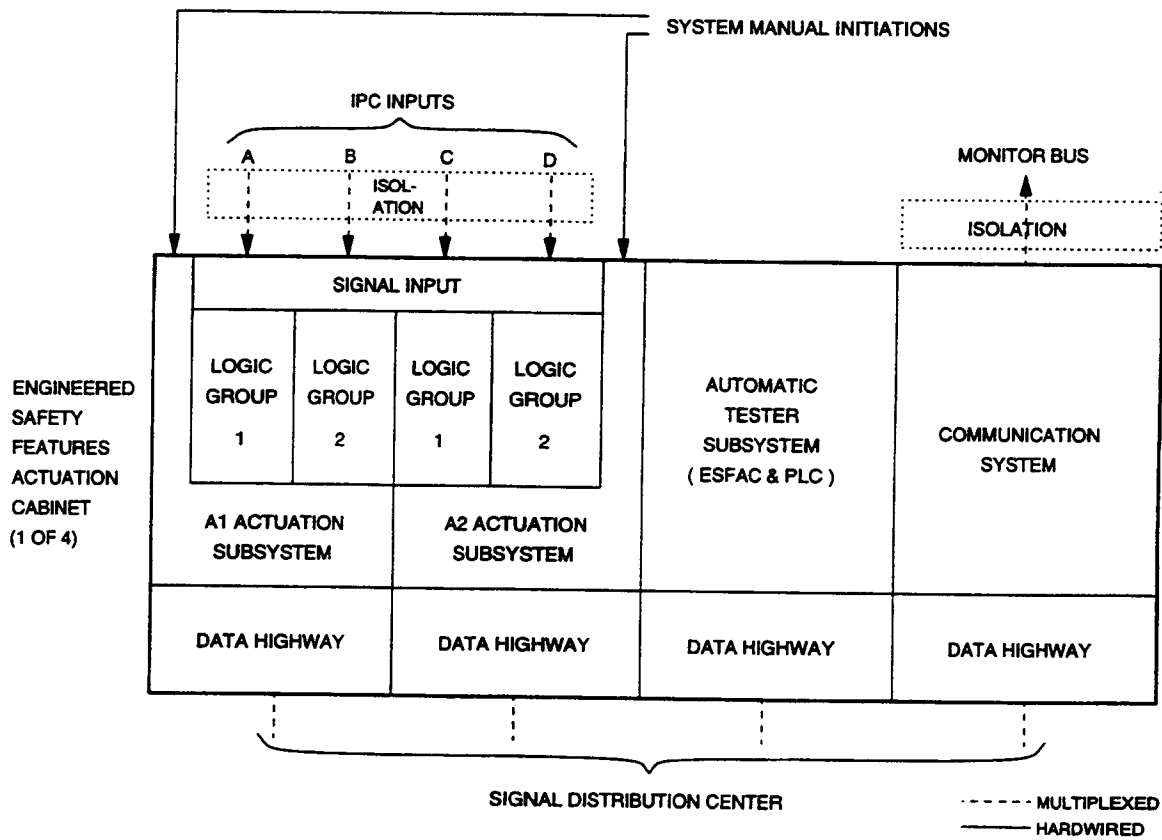 SYSTEM MANUAL INITIATIONS
IPC INPUTS
A
B
C
D
ISOL-
ATION
MONITOR BUS
ISOLATION
SIGNAL INPUT
LOGIC
GROUP
1
LOGIC
GROUP
2
LOGIC
GROUP
1
LOGIC
GROUP
2
ENGINEERED
SAFETY
FEATURES
ACTUATION
CABINET
(1 OF 4)
A1 ACTUATION
SUBSYSTEM
A2 ACTUATION
SUBSYSTEM
AUTOMATIC
TESTER
SUBSYSTEM
( ESFAC & PLC )
COMMUNICATION
SYSTEM
DATA HIGHWAY
DATA HIGHWAY
DATA HIGHWAY
DATA HIGHWAY
SIGNAL DISTRIBUTION CENTER
MULTIPLEXED
HARDWIRED